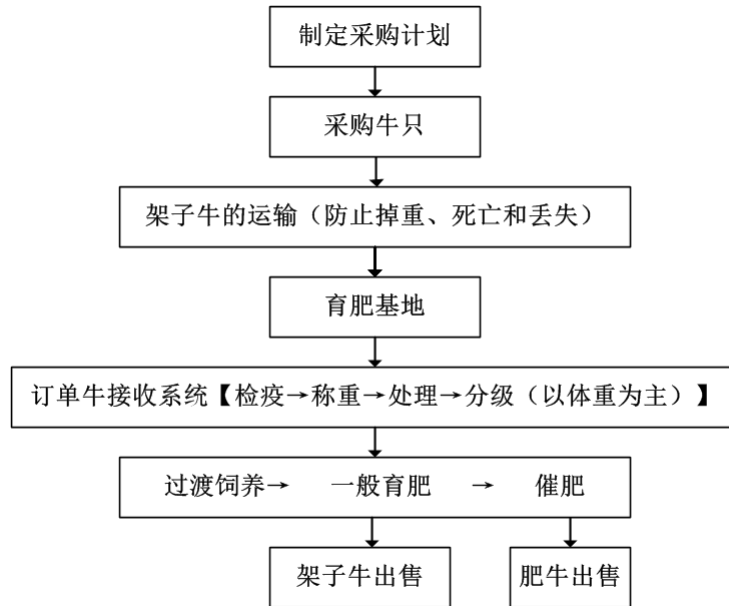 制定采购计划
采购牛只
架子牛的运输（防止掉重、死亡和丢失）
育肥基地
订单牛接收系统【检疫→称重→处理→分级（以体重为主）】
过渡饲养→ 一般育肥 → 催肥
架子牛出售 肥牛出售